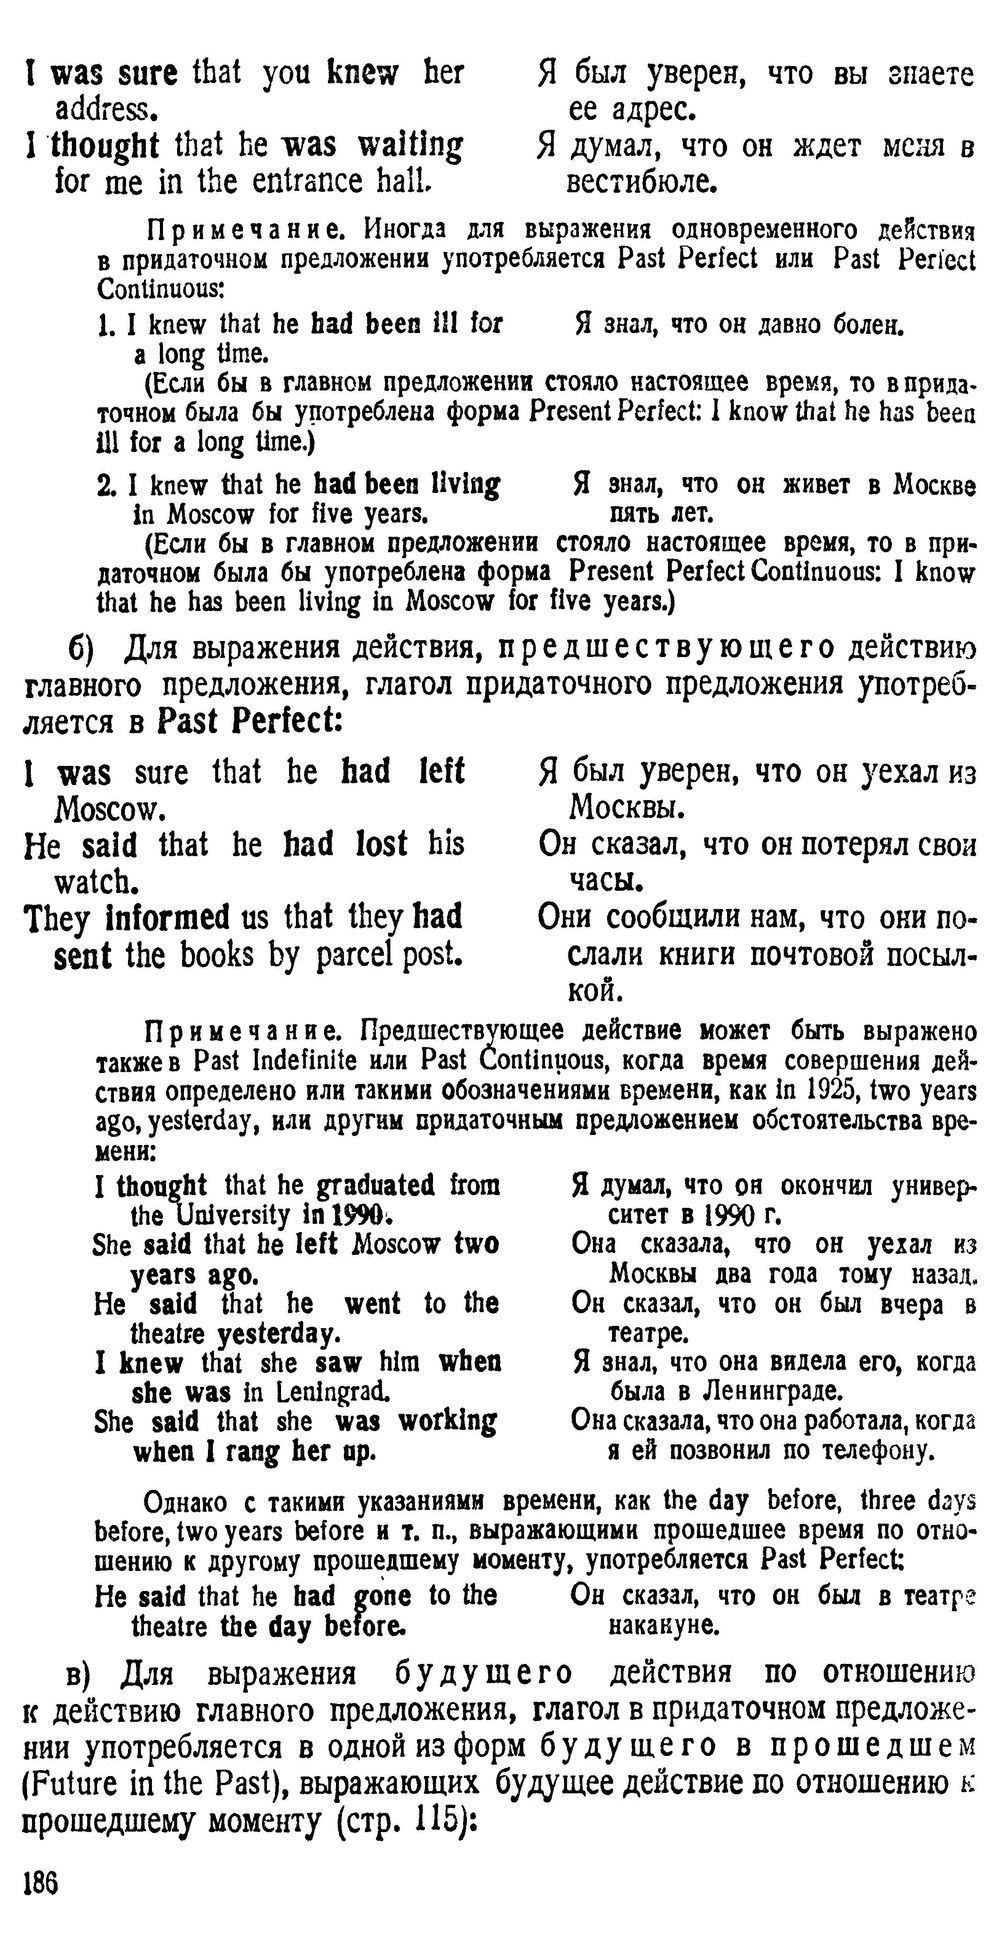 I was sure that you knew her Я был уверен, что вы знаете
address. ее адрес.
I thought that he was waiting Я думал, что он ждет меня в
for me in the entrance hall. вестибюле.
Примечание. Иногда для выражения одновременного действия
в придаточном предложении употребляется Past Perfect или Past Perfect
Continuous:
1. I knew that he had been ill for Я знал, что он давно болен.
a long time.
(Если бы в главном предложении стояло настоящее время, то в прида-
точном была бы употреблена форма Present Perfect: I know that he has been
ill for a long time.)
2. I knew that he had been living Я знал, что он живет в Москве
in Moscow for five years. пять лет.
(Если бы в главном предложении стояло настоящее время, то в при-
даточном была бы употреблена форма Present Perfect Continuous: I know
that he has been living in Moscow for five years.)
б) Для выражения действия, предшествующего действию
главного предложения, глагол придаточного предложения употреб-
ляется в Past Perfect:
I was sure that he had left Я был уверен, что он уехал из
Moscow. Москвы.
He said that he had lost his Он сказал, что он потерял свои
watch. часы.
They informed us that they had Они сообщили нам, что они по-
sent the books by parcel post. слали книги почтовой посыл-
кой.
Примечание. Предшествующее действие может быть выражено
также в Past Indefinite или Past Continuous, когда время совершения дей-
ствия определено или такими обозначениями времени, как in 1925, two years
ago, yesterday, или другим придаточным предложением обстоятельства вре-
мени:
I thought that he graduated from Я думал, что он окончил универ-
the University in 1990. ситет в 1990 г.
She said that he left Moscow two Она сказала, что он уехал из
years ago. Москвы два года тому назад.
He said that he went to the Он сказал, что он был вчера в
theatre yesterday. театре.
I knew that she saw him when Я знал, что она видела его, когда
she was in Leningrad. была в Ленинграде.
She said that she was working Она сказала, что она работала, когда
when I rang her up. я ей позвонил по телефону.
Однако с такими указаниями времени, как the day before, three days
before, two years before и т. п., выражающими прошедшее время по отно-
шению к другому прошедшему моменту, употребляется Past Perfect:
He said that he had gone to the Он сказал, что он был в театре
theatre the day before. накануне.
в) Для выражения будущего действия по отношению
к действию главного предложения, глагол в придаточном предложе-
нии употребляется в одной из форм будущего в прошедшем
(Future in the Past), выражающих будущее действие по отношению к
прошедшему моменту (стр. 115):
186